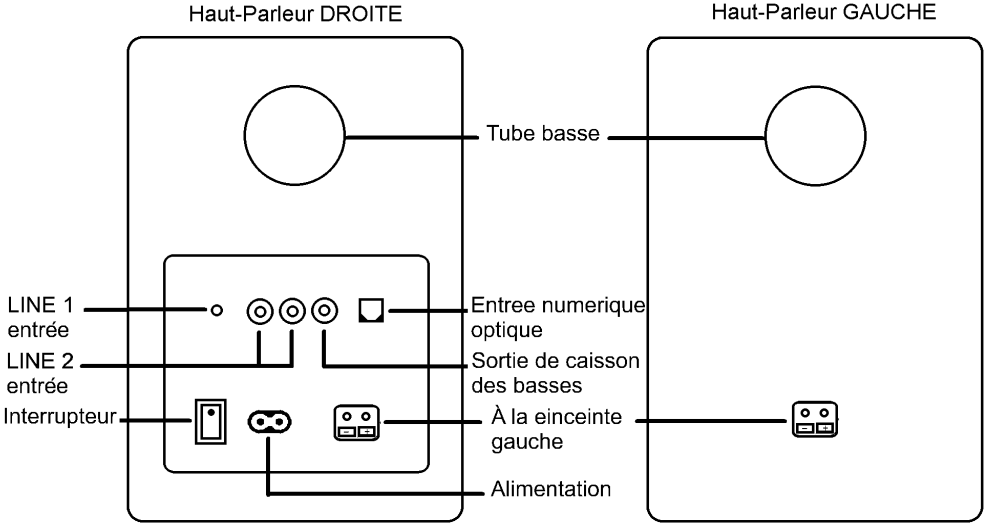 Haut-Parleur DROITE
Haut-Parleur GAUCHE
Tube basse
LINE 1
entrée
Entree numerique
optique
LINE 2
entrée
Sortie de caisson
des basses
Interrupteur
À la einceinte
gauche
- +
- +
Alimentation